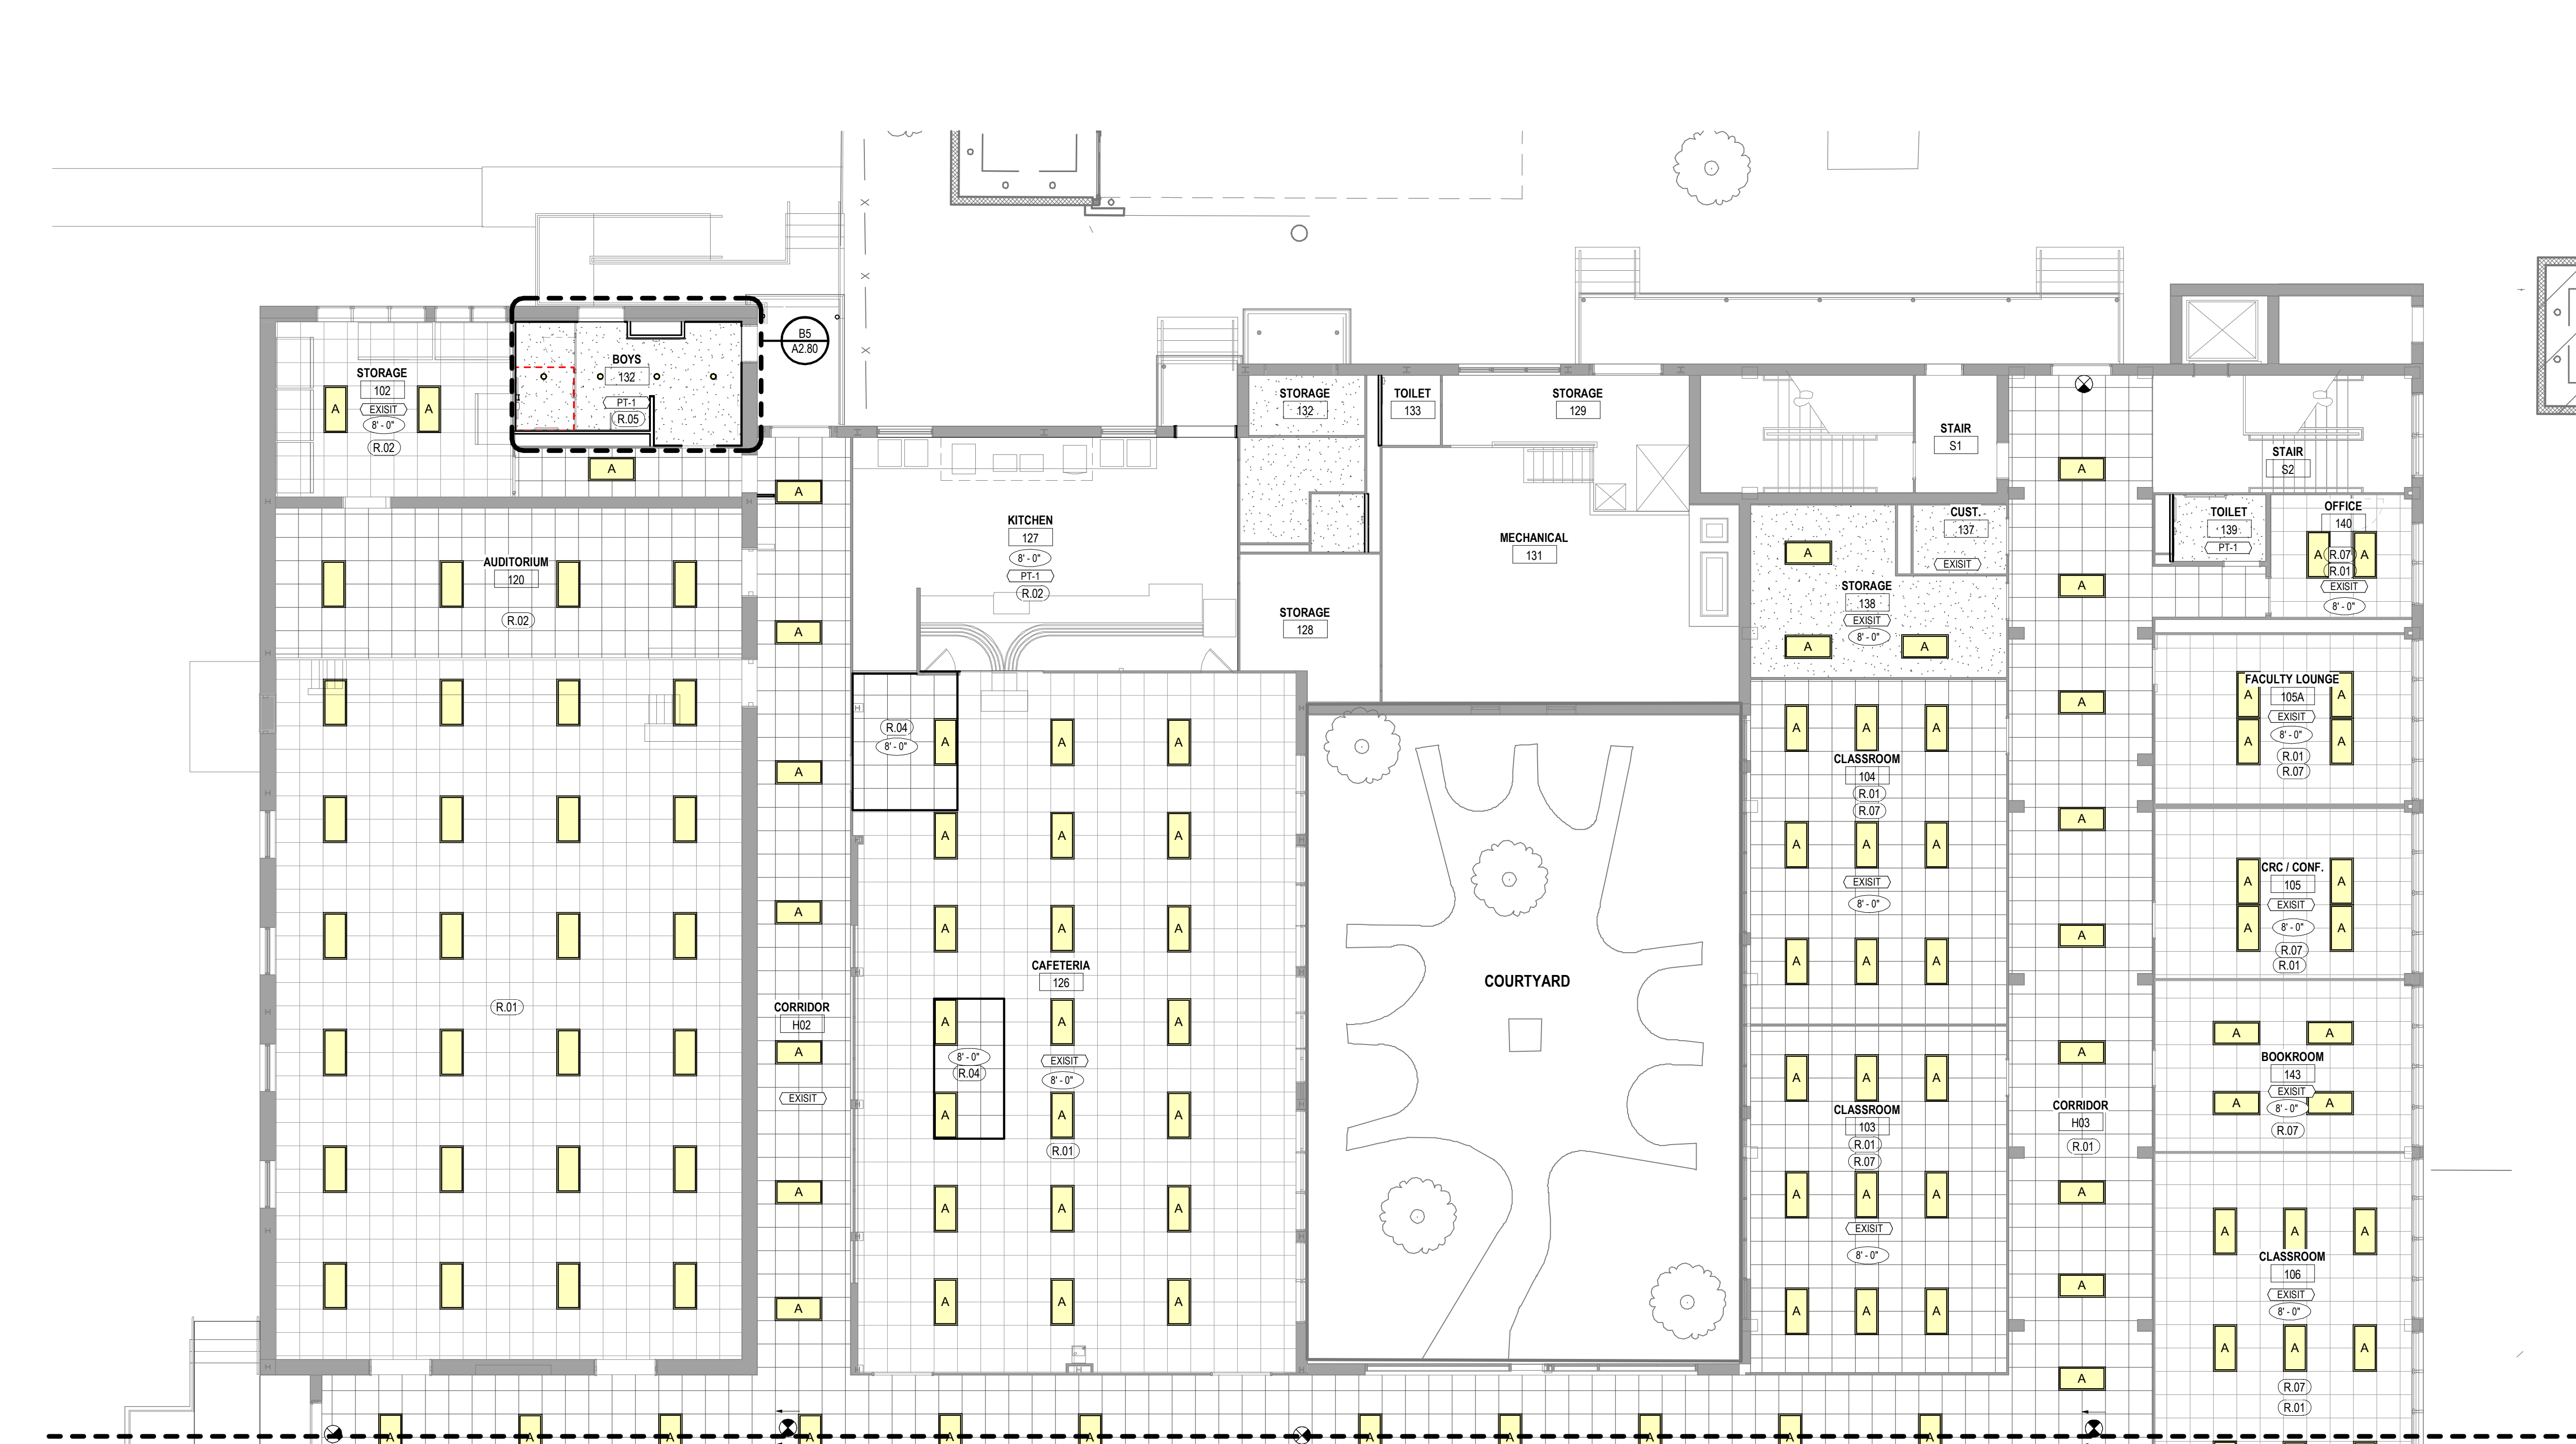 B5
A2.80
BOYS
132
PT-1
R.05
STORAGE
102
EXISIT
8' - 0"
R.02
A A
A
AUDITORIUM
120
R.02
R.01
A
A
A
A
A
A
A
CORRIDOR
H02
EXISIT
KITCHEN
127
8' - 0"
PT-1
R.02
STORAGE
132
TOILET
133
STORAGE
129
STORAGE
128
MECHANICAL
131
STAIR
S1
STAIR
S2
R.04
8' - 0"
A A A
A A A
A A A
CAFETERIA
126
A A A
8' - 0"
R.04
EXISIT
8' - 0"
A A A
R.01
A A A
A A A
COURTYARD
CUST.
137
EXISIT
A
STORAGE
138
EXISIT
8' - 0"
A A
A A A
CLASSROOM
104
R.01
R.07
A A A
EXISIT
8' - 0"
A A A
A A A
CLASSROOM
103
R.01
R.07
A A A
EXISIT
8' - 0"
A A A
A
A
A
A
A
A
CORRIDOR
H03
R.01
A
A
A
TOILET
139
PT-1
OFFICE
140
A R.07 A
R.01
EXISIT
8' - 0"
FACULTY LOUNGE
A 105A A
EXISIT
A 8' - 0" A
R.01
R.07
CRC / CONF.
A 105 A
EXISIT
A 8' - 0" A
R.07
R.01
A A
BOOKROOM
143
EXISIT
A 8' - 0" A
R.07
A A A
CLASSROOM
106
EXISIT
8' - 0"
A A A
R.07
R.01
A A A A A A A A A A A